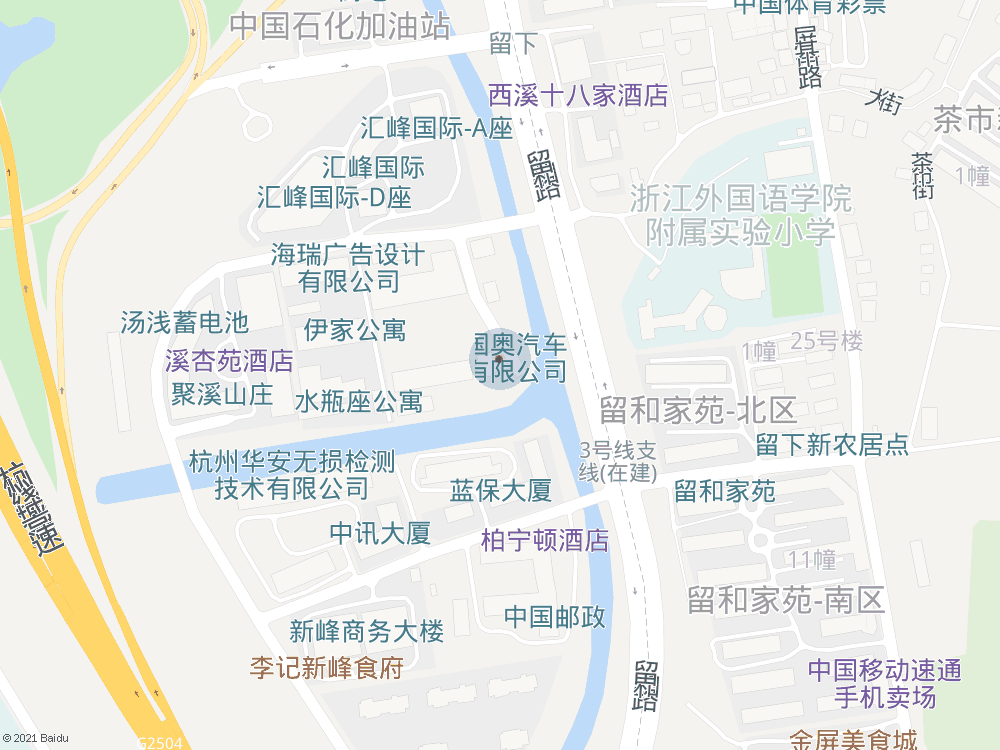 中国体育彩票
中国石化加油站
留下
屏基路
西溪十八家酒店
大街
茶市
汇峰国际-A座
留和路
茶市街
1幢
汇峰国际
汇峰国际-D座
浙江外国语学院
附属实验小学
海瑞广告设计
有限公司
汤浅蓄电池
伊家公寓
国奥汽车
有限公司
1幢
25号楼
溪杏苑酒店
聚溪山庄
水瓶座公寓
留和家苑-北区
3号线支
线(在建)
留下新农居点
杭州华安无损检测
技术有限公司
蓝保大厦
留和家苑
中讯大厦
柏宁顿酒店
11幢
留和家苑-南区
中国邮政
新峰商务大楼
李记新峰食府
留和路
中国移动速通
手机卖场
金屏美食城
© 2021 Baidu
G2504